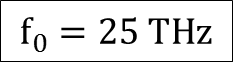 f₀ = 25 THz